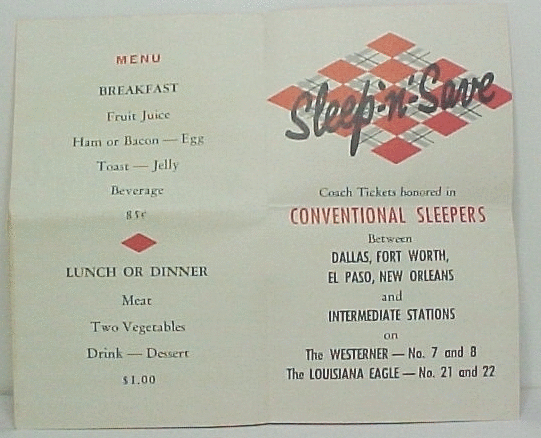 MENU
BREAKFAST
Fruit Juice
Ham or Bacon — Egg
Toast — Jelly
Beverage
85¢
LUNCH OR DINNER
Meat
Two Vegetables
Drink — Dessert
$1.00
Sleep-'n'-Save
Coach Tickets honored in
CONVENTIONAL SLEEPERS
Between
DALLAS, FORT WORTH,
EL PASO, NEW ORLEANS
and
INTERMEDIATE STATIONS
on
The WESTERNER — No. 7 and 8
The LOUISIANA EAGLE — No. 21 and 22